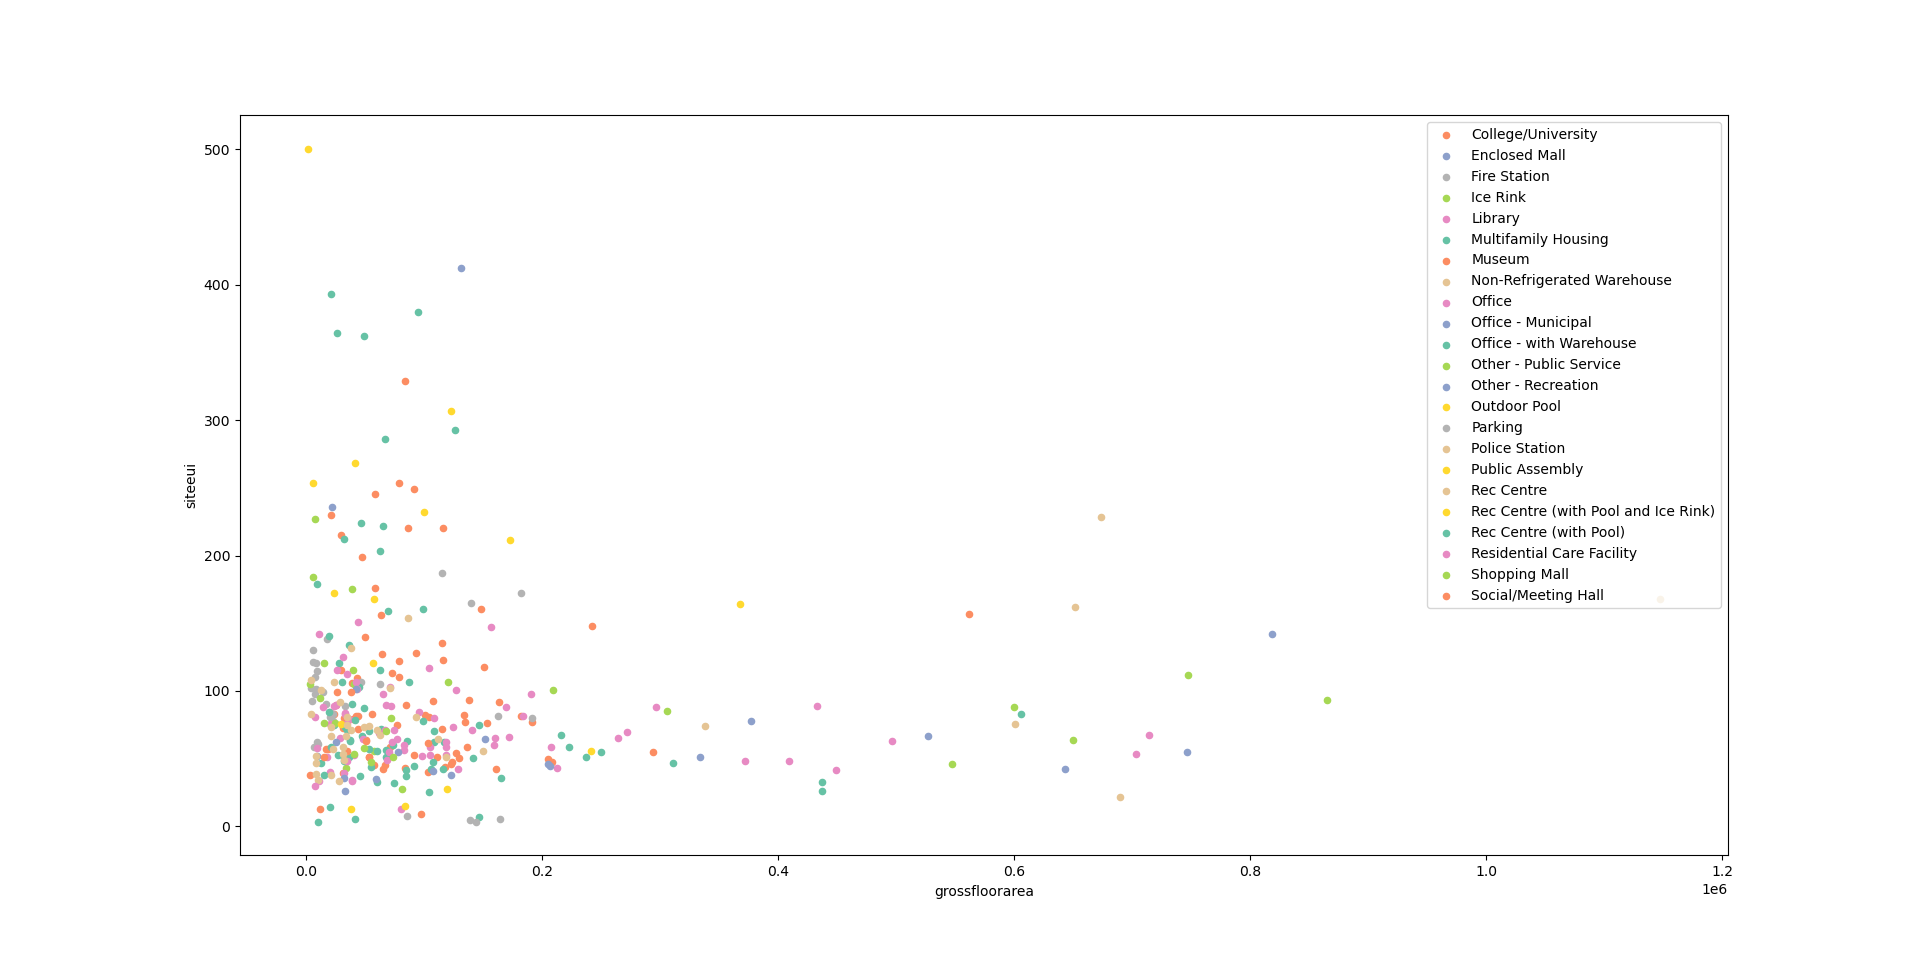 500
400
300
200
100
0
siteeui
0.0
0.2
0.4
0.6
0.8
1.0
1.2
1e6
grossfloorarea
College/University
Enclosed Mall
Fire Station
Ice Rink
Library
Multifamily Housing
Museum
Non-Refrigerated Warehouse
Office
Office - Municipal
Office - with Warehouse
Other - Public Service
Other - Recreation
Outdoor Pool
Parking
Police Station
Public Assembly
Rec Centre
Rec Centre (with Pool and Ice Rink)
Rec Centre (with Pool)
Residential Care Facility
Shopping Mall
Social/Meeting Hall